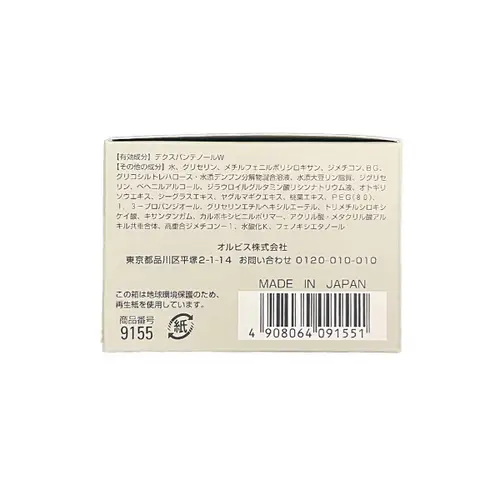 【有効成分】デクスパンテノールW
【その他の成分】水、グリセリン、メチルフェニルポリシロキサン、ジメチコン、BG、
グリコシルトレハロース・水添デンプン分解物混合溶液、水添大豆リン脂質、ジグリセ
リン、ベヘニルアルコール、ジラウロイルグルタミン酸リシンナトリウム液、オトギリ
ソウエキス、シーグラスエキス、ヤグルマギクエキス、桃葉エキス、PEG(80)、
1,3-プロパンジオール、グリセリンエチルヘキシルエーテル、トリメチルシロキシ
ケイ酸、キサンタンガム、カルボキシビニルポリマー、アクリル酸・メタクリル酸アル
キル共重合体、高重合ジメチコン-1、水酸化K、フェノキシエタノール
オルビス株式会社
東京都品川区平塚2-1-14 お問い合わせ 0120-010-010
MADE IN JAPAN
この箱は地球環境保護のため、
再生紙を使用しています。
商品番号
9155
紙
4 908064 091551